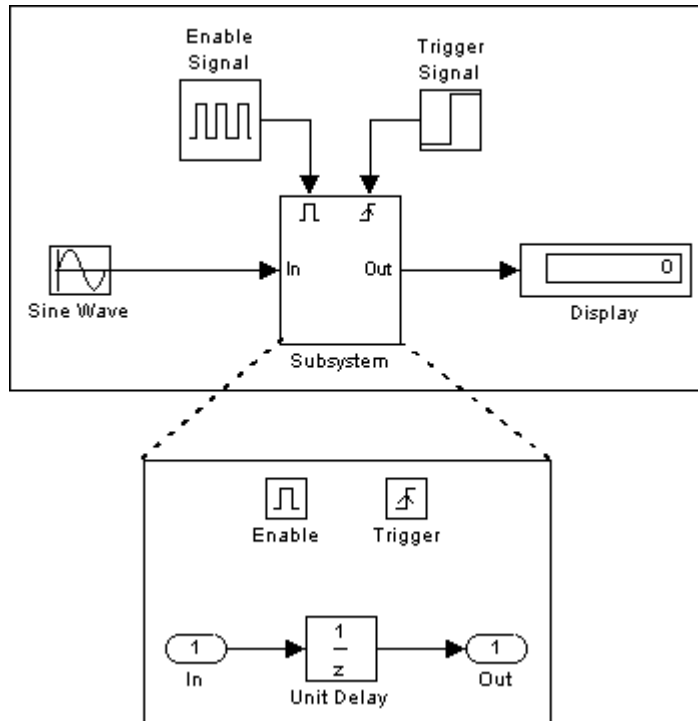 Enable
Signal
Trigger
Signal
In
Out
0
Sine Wave
Display
Subsystem
Enable
Trigger
1
1
z
1
In
Unit Delay
Out